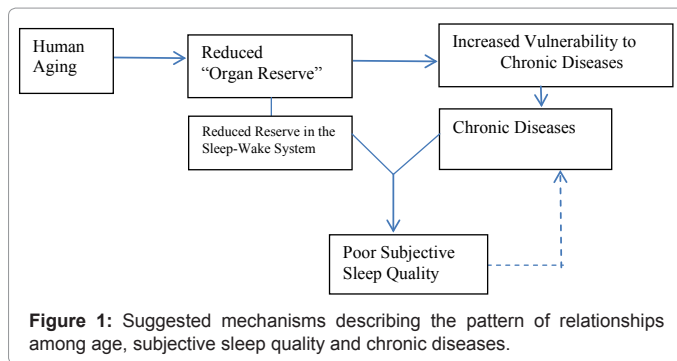 Human
Aging
Reduced
“Organ Reserve”
Increased Vulnerability to
Chronic Diseases
Reduced Reserve in the
Sleep-Wake System
Chronic Diseases
Poor Subjective
Sleep Quality
Figure 1: Suggested mechanisms describing the pattern of relationships
among age, subjective sleep quality and chronic diseases.